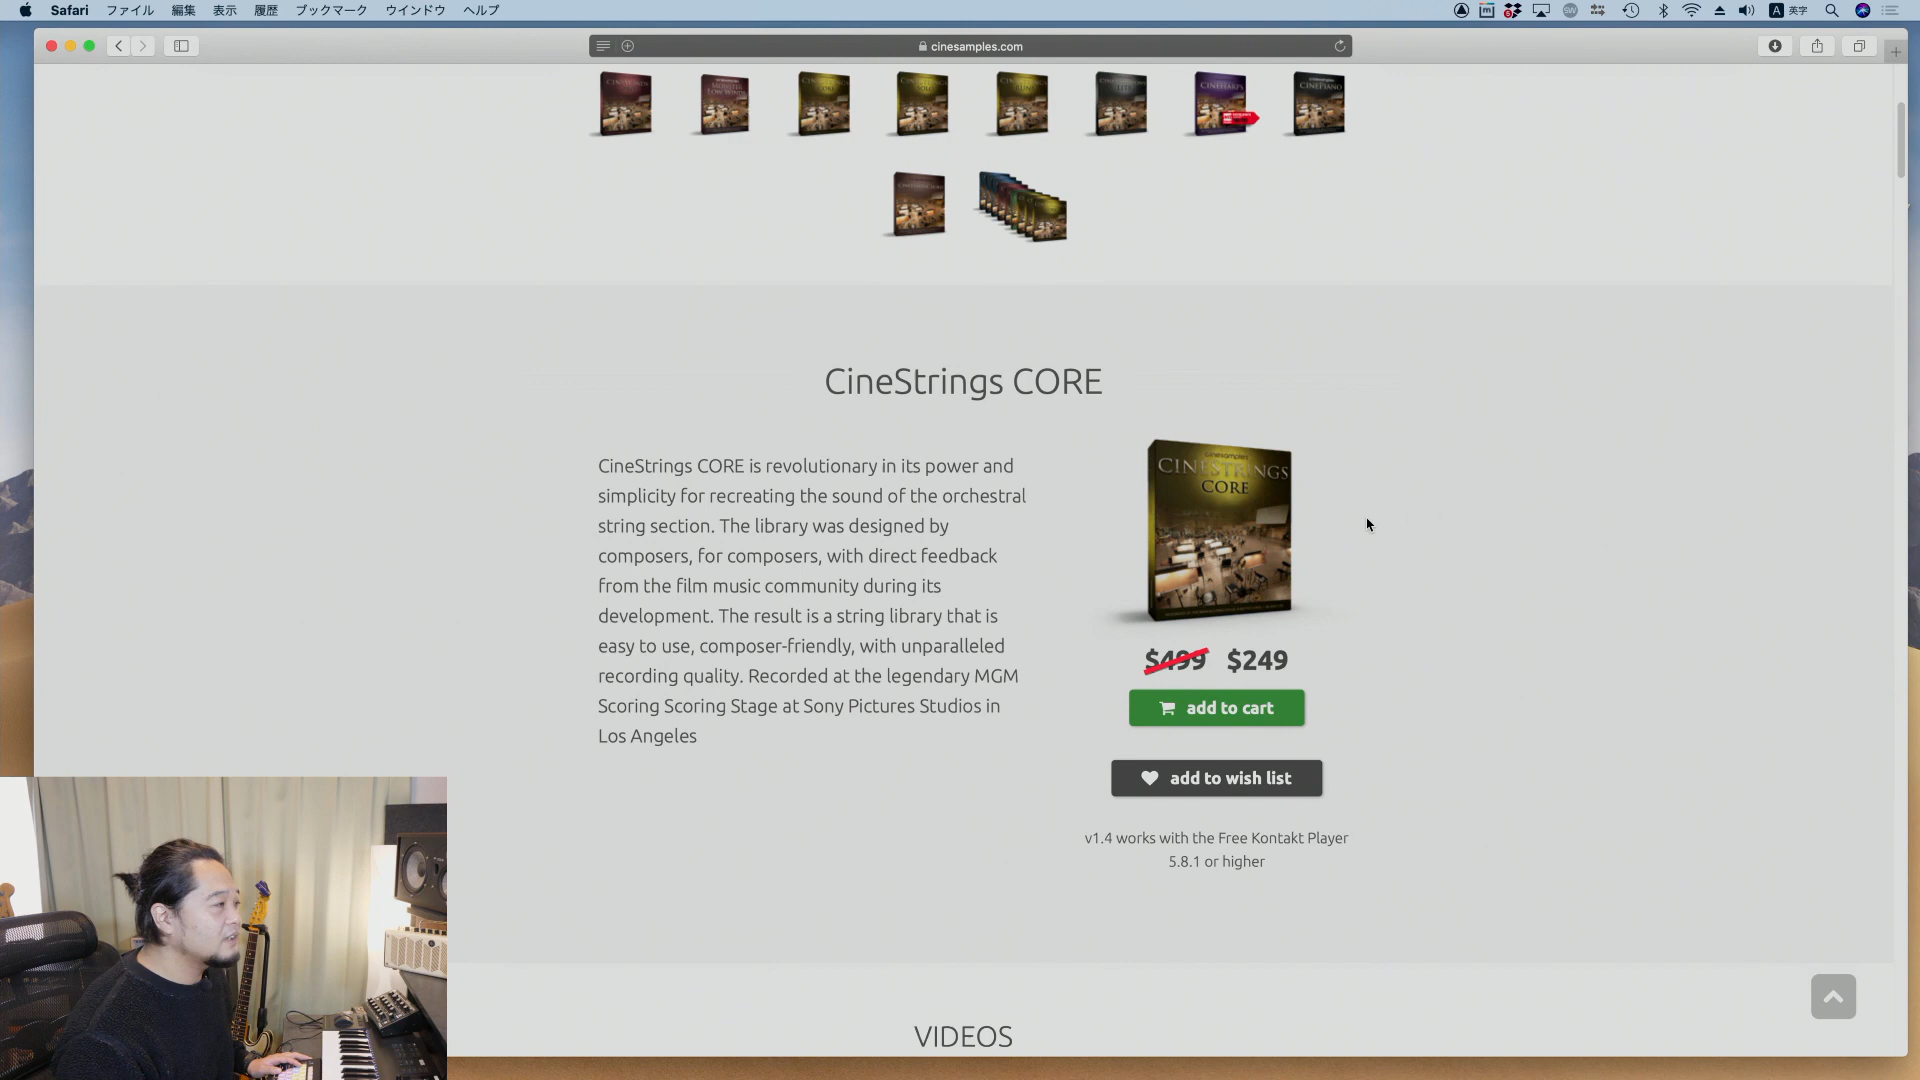 Safari ファイル 編集 表示 履歴 ブックマーク ウインドウ ヘルプ
A 英字
cinesamples.com
CineStrings CORE
CineStrings CORE is revolutionary in its power and
simplicity for recreating the sound of the orchestral
string section. The library was designed by
composers, for composers, with direct feedback
from the film music community during its
development. The result is a string library that is
easy to use, composer-friendly, with unparalleled
recording quality. Recorded at the legendary MGM
Scoring Scoring Stage at Sony Pictures Studios in
Los Angeles
cinesamples
CINESTRINGS
CORE
$499 $249
add to cart
add to wish list
v1.4 works with the Free Kontakt Player
5.8.1 or higher
VIDEOS